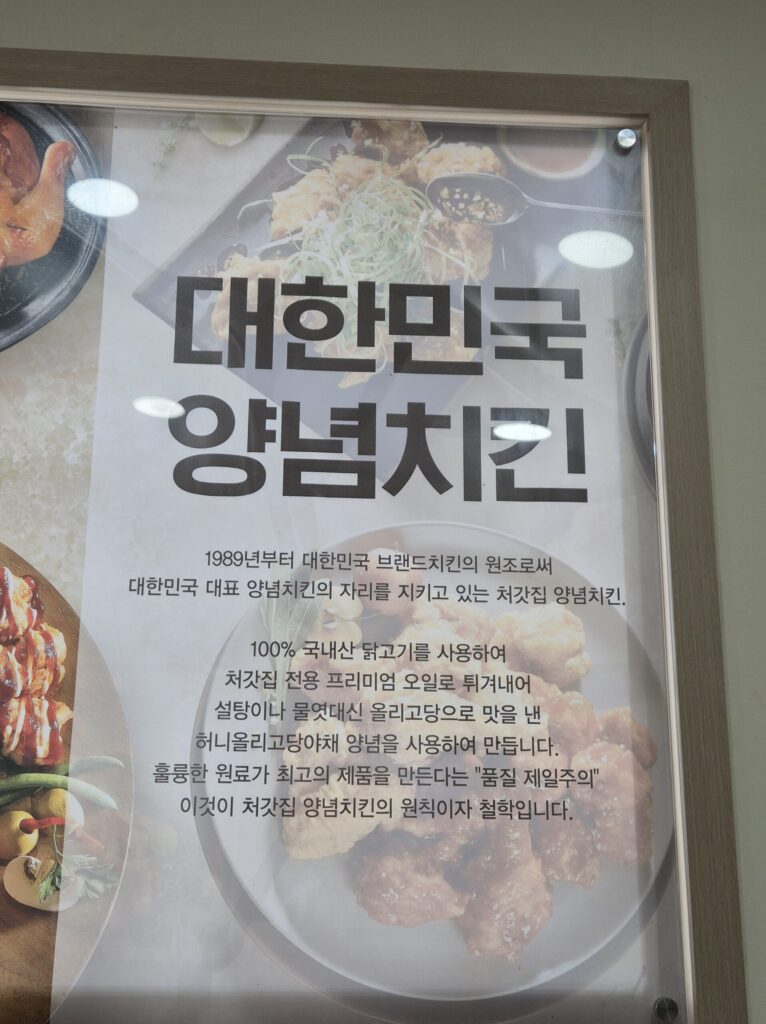 대한민국
양념치킨
1989년부터 대한민국 브랜드치킨의 원조로써
대한민국 대표 양념치킨의 자리를 지키고 있는 처갓집 양념치킨.
100% 국내산 닭고기를 사용하여
처갓집 전용 프리미엄 오일로 튀겨내어
설탕이나 물엿대신 올리고당으로 맛을 낸
허니올리고당야채 양념을 사용하여 만듭니다.
훌륭한 원료가 최고의 제품을 만든다는 "품질 제일주의"
이것이 처갓집 양념치킨의 원칙이자 철학입니다.